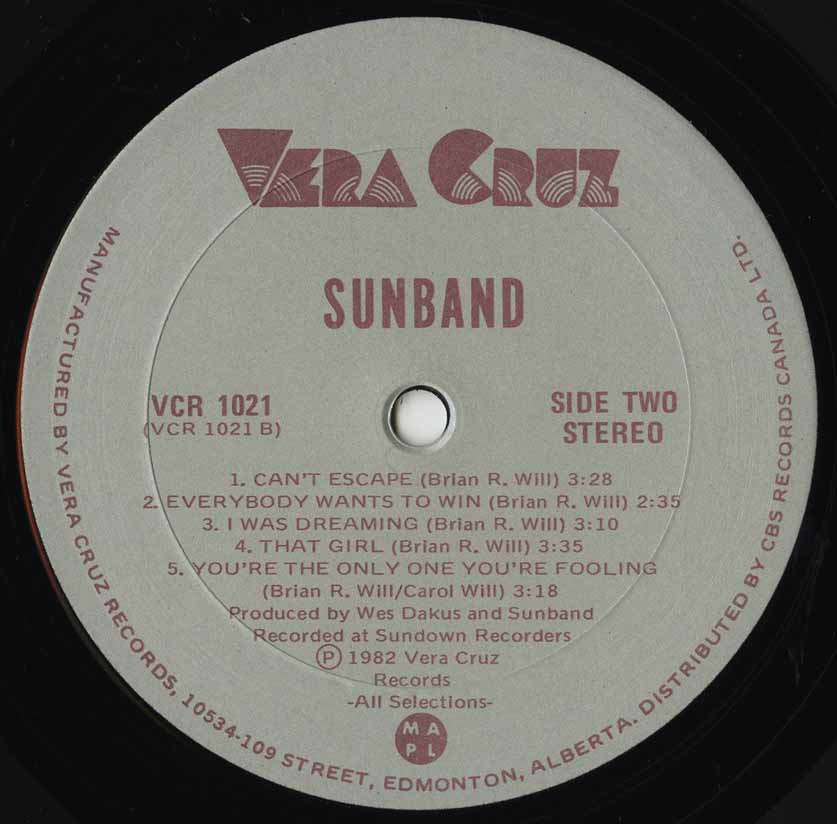 VERA CRUZ
SUNBAND
VCR 1021
(VCR 1021 B)
SIDE TWO
STEREO
1. CAN'T ESCAPE (Brian R. Will) 3:28
2. EVERYBODY WANTS TO WIN (Brian R. Will) 2:35
3. I WAS DREAMING (Brian R. Will) 3:10
4. THAT GIRL (Brian R. Will) 3:35
5. YOU'RE THE ONLY ONE YOU'RE FOOLING
(Brian R. Will/Carol Will) 3:18
Produced by Wes Dakus and Sunband
Recorded at Sundown Recorders
Ⓟ 1982 Vera Cruz
Records
-All Selections-
M A
P L
MANUFACTURED BY VERA CRUZ RECORDS, 10534-109 STREET, EDMONTON, ALBERTA. DISTRIBUTED BY CBS RECORDS CANADA LTD.